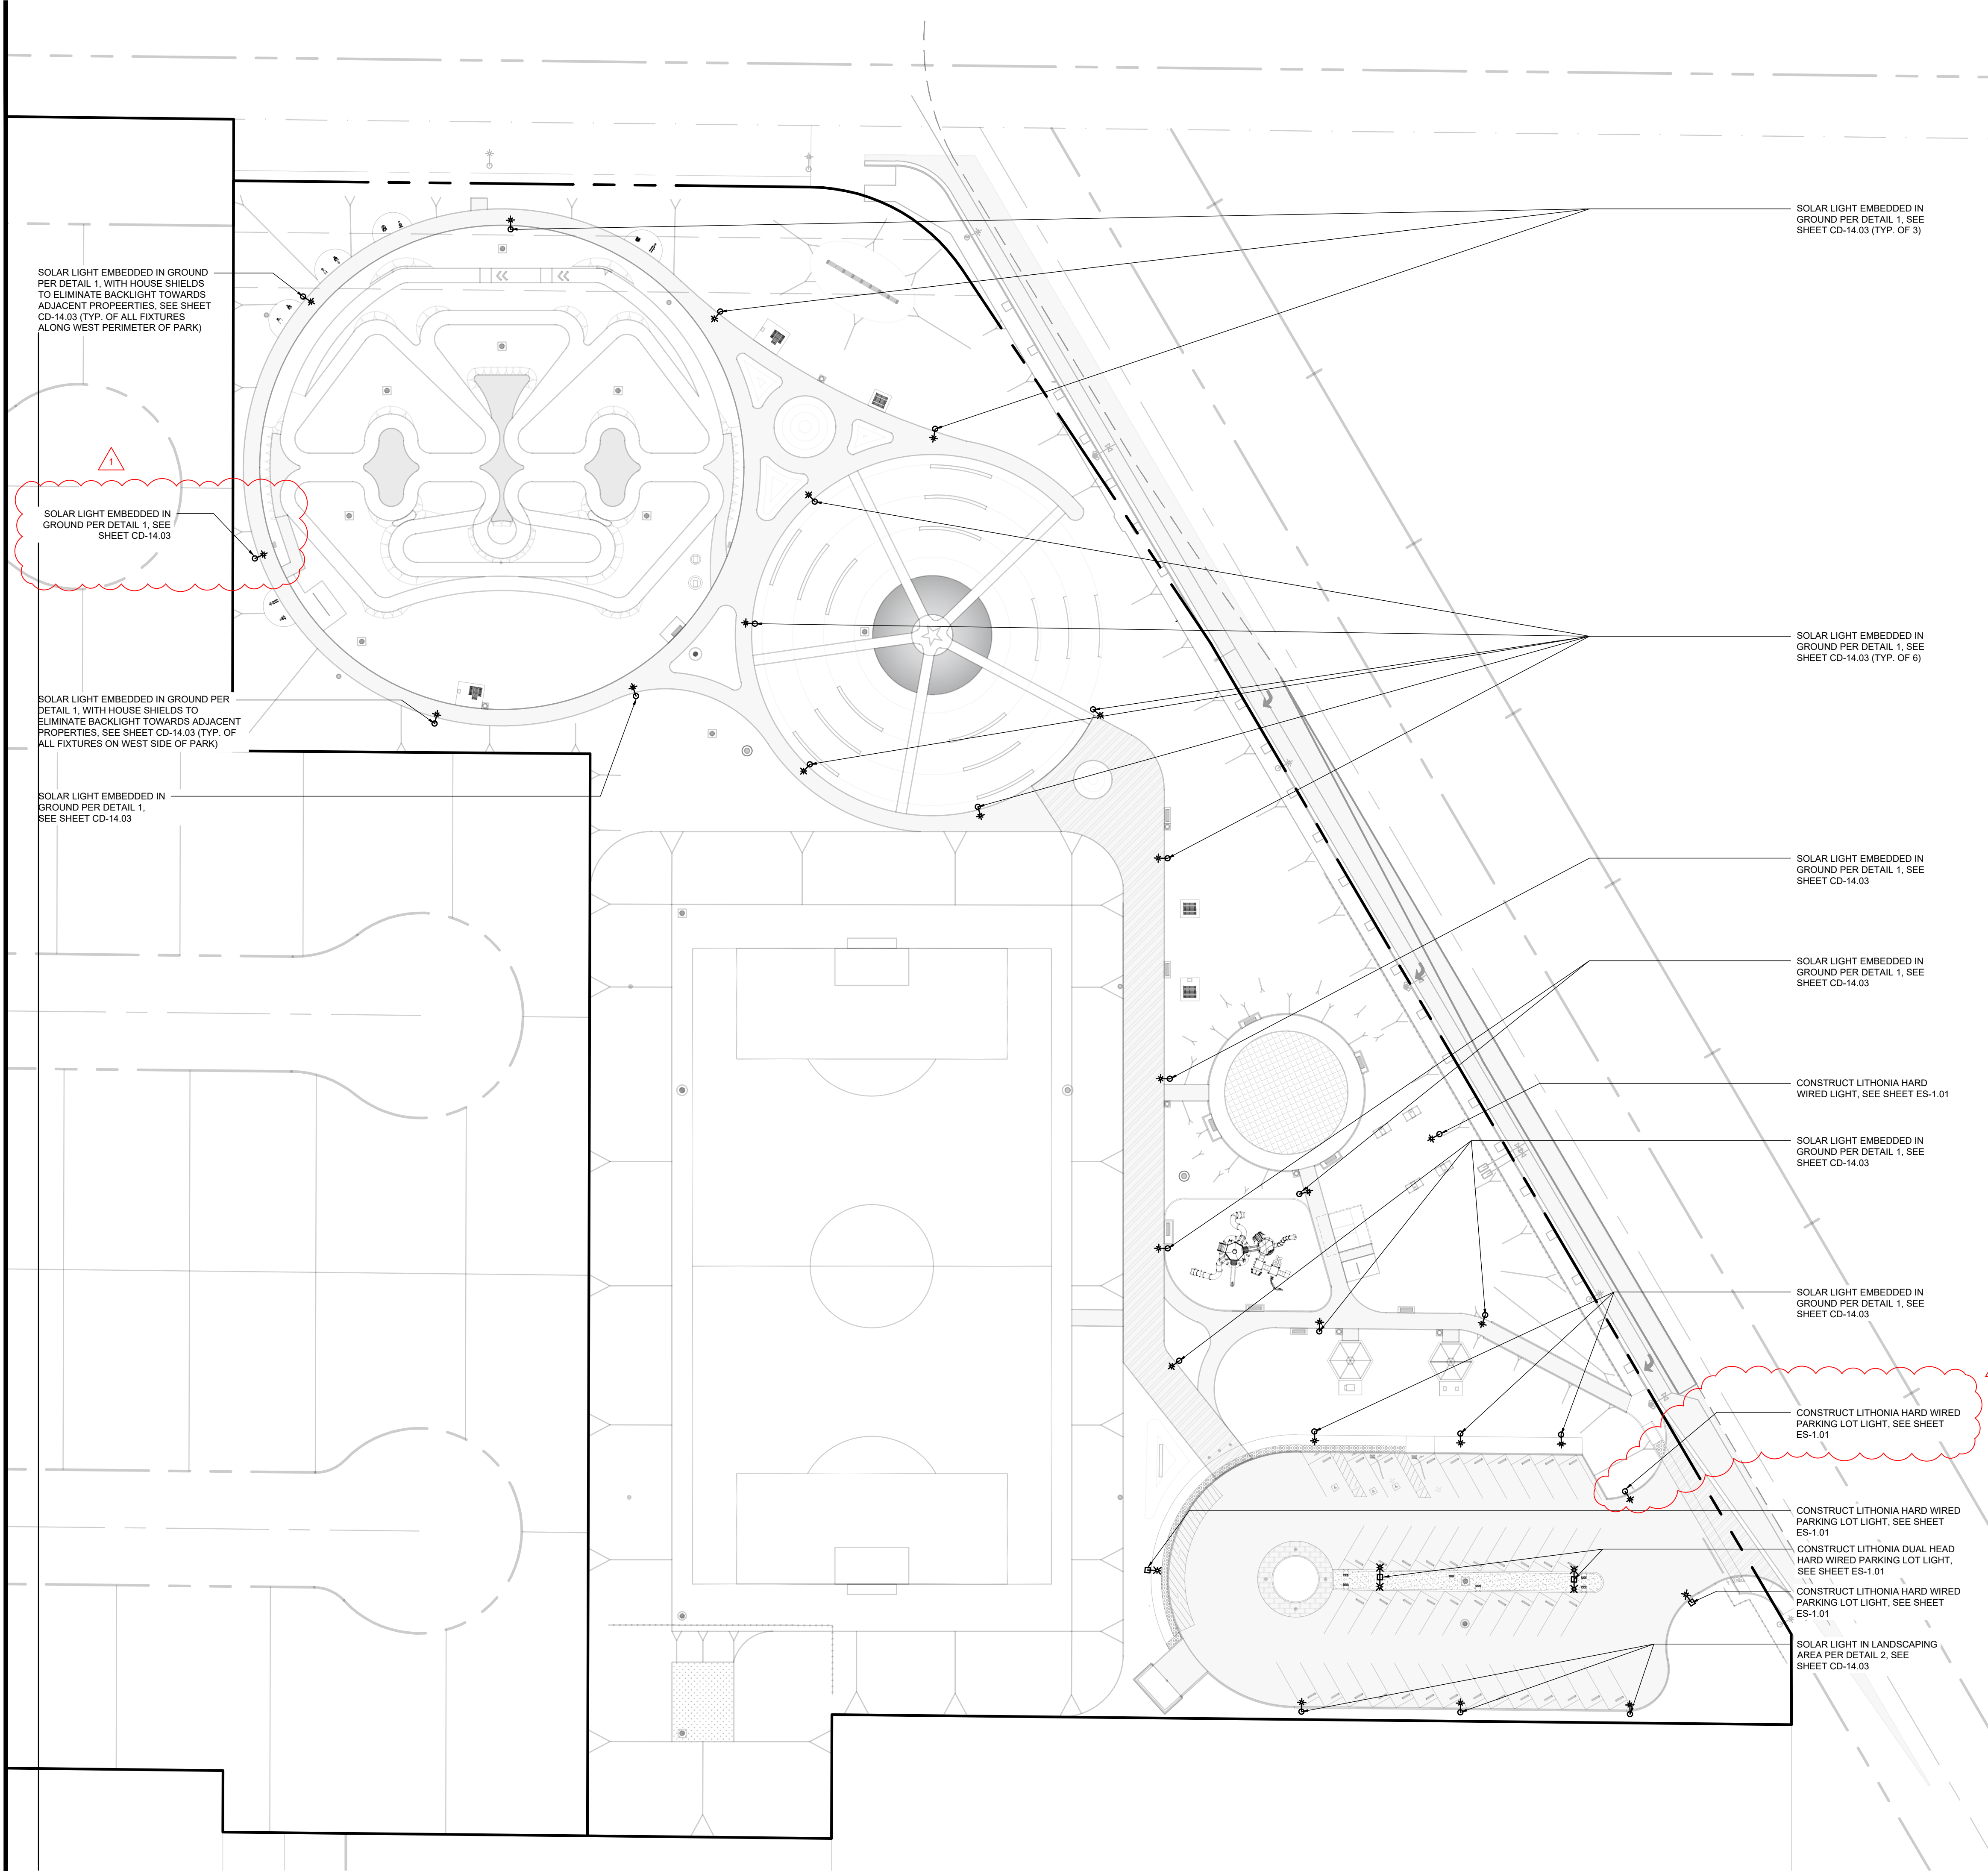 SOLAR LIGHT EMBEDDED IN GROUND
PER DETAIL 1, WITH HOUSE SHIELDS
TO ELIMINATE BACKLIGHT TOWARDS
ADJACENT PROPEERTIES, SEE SHEET
CD-14.03 (TYP. OF ALL FIXTURES
ALONG WEST PERIMETER OF PARK)
1
SOLAR LIGHT EMBEDDED IN
GROUND PER DETAIL 1, SEE
SHEET CD-14.03
SOLAR LIGHT EMBEDDED IN GROUND PER
DETAIL 1, WITH HOUSE SHIELDS TO
ELIMINATE BACKLIGHT TOWARDS ADJACENT
PROPERTIES, SEE SHEET CD-14.03 (TYP. OF
ALL FIXTURES ON WEST SIDE OF PARK)
SOLAR LIGHT EMBEDDED IN
GROUND PER DETAIL 1,
SEE SHEET CD-14.03
SOLAR LIGHT EMBEDDED IN
GROUND PER DETAIL 1, SEE
SHEET CD-14.03 (TYP. OF 3)
SOLAR LIGHT EMBEDDED IN
GROUND PER DETAIL 1, SEE
SHEET CD-14.03 (TYP. OF 6)
SOLAR LIGHT EMBEDDED IN
GROUND PER DETAIL 1, SEE
SHEET CD-14.03
SOLAR LIGHT EMBEDDED IN
GROUND PER DETAIL 1, SEE
SHEET CD-14.03
CONSTRUCT LITHONIA HARD
WIRED LIGHT, SEE SHEET ES-1.01
SOLAR LIGHT EMBEDDED IN
GROUND PER DETAIL 1, SEE
SHEET CD-14.03
SOLAR LIGHT EMBEDDED IN
GROUND PER DETAIL 1, SEE
SHEET CD-14.03
CONSTRUCT LITHONIA HARD WIRED
PARKING LOT LIGHT, SEE SHEET
ES-1.01
CONSTRUCT LITHONIA HARD WIRED
PARKING LOT LIGHT, SEE SHEET
ES-1.01
CONSTRUCT LITHONIA DUAL HEAD
HARD WIRED PARKING LOT LIGHT,
SEE SHEET ES-1.01
CONSTRUCT LITHONIA HARD WIRED
PARKING LOT LIGHT, SEE SHEET
ES-1.01
SOLAR LIGHT IN LANDSCAPING
AREA PER DETAIL 2, SEE
SHEET CD-14.03